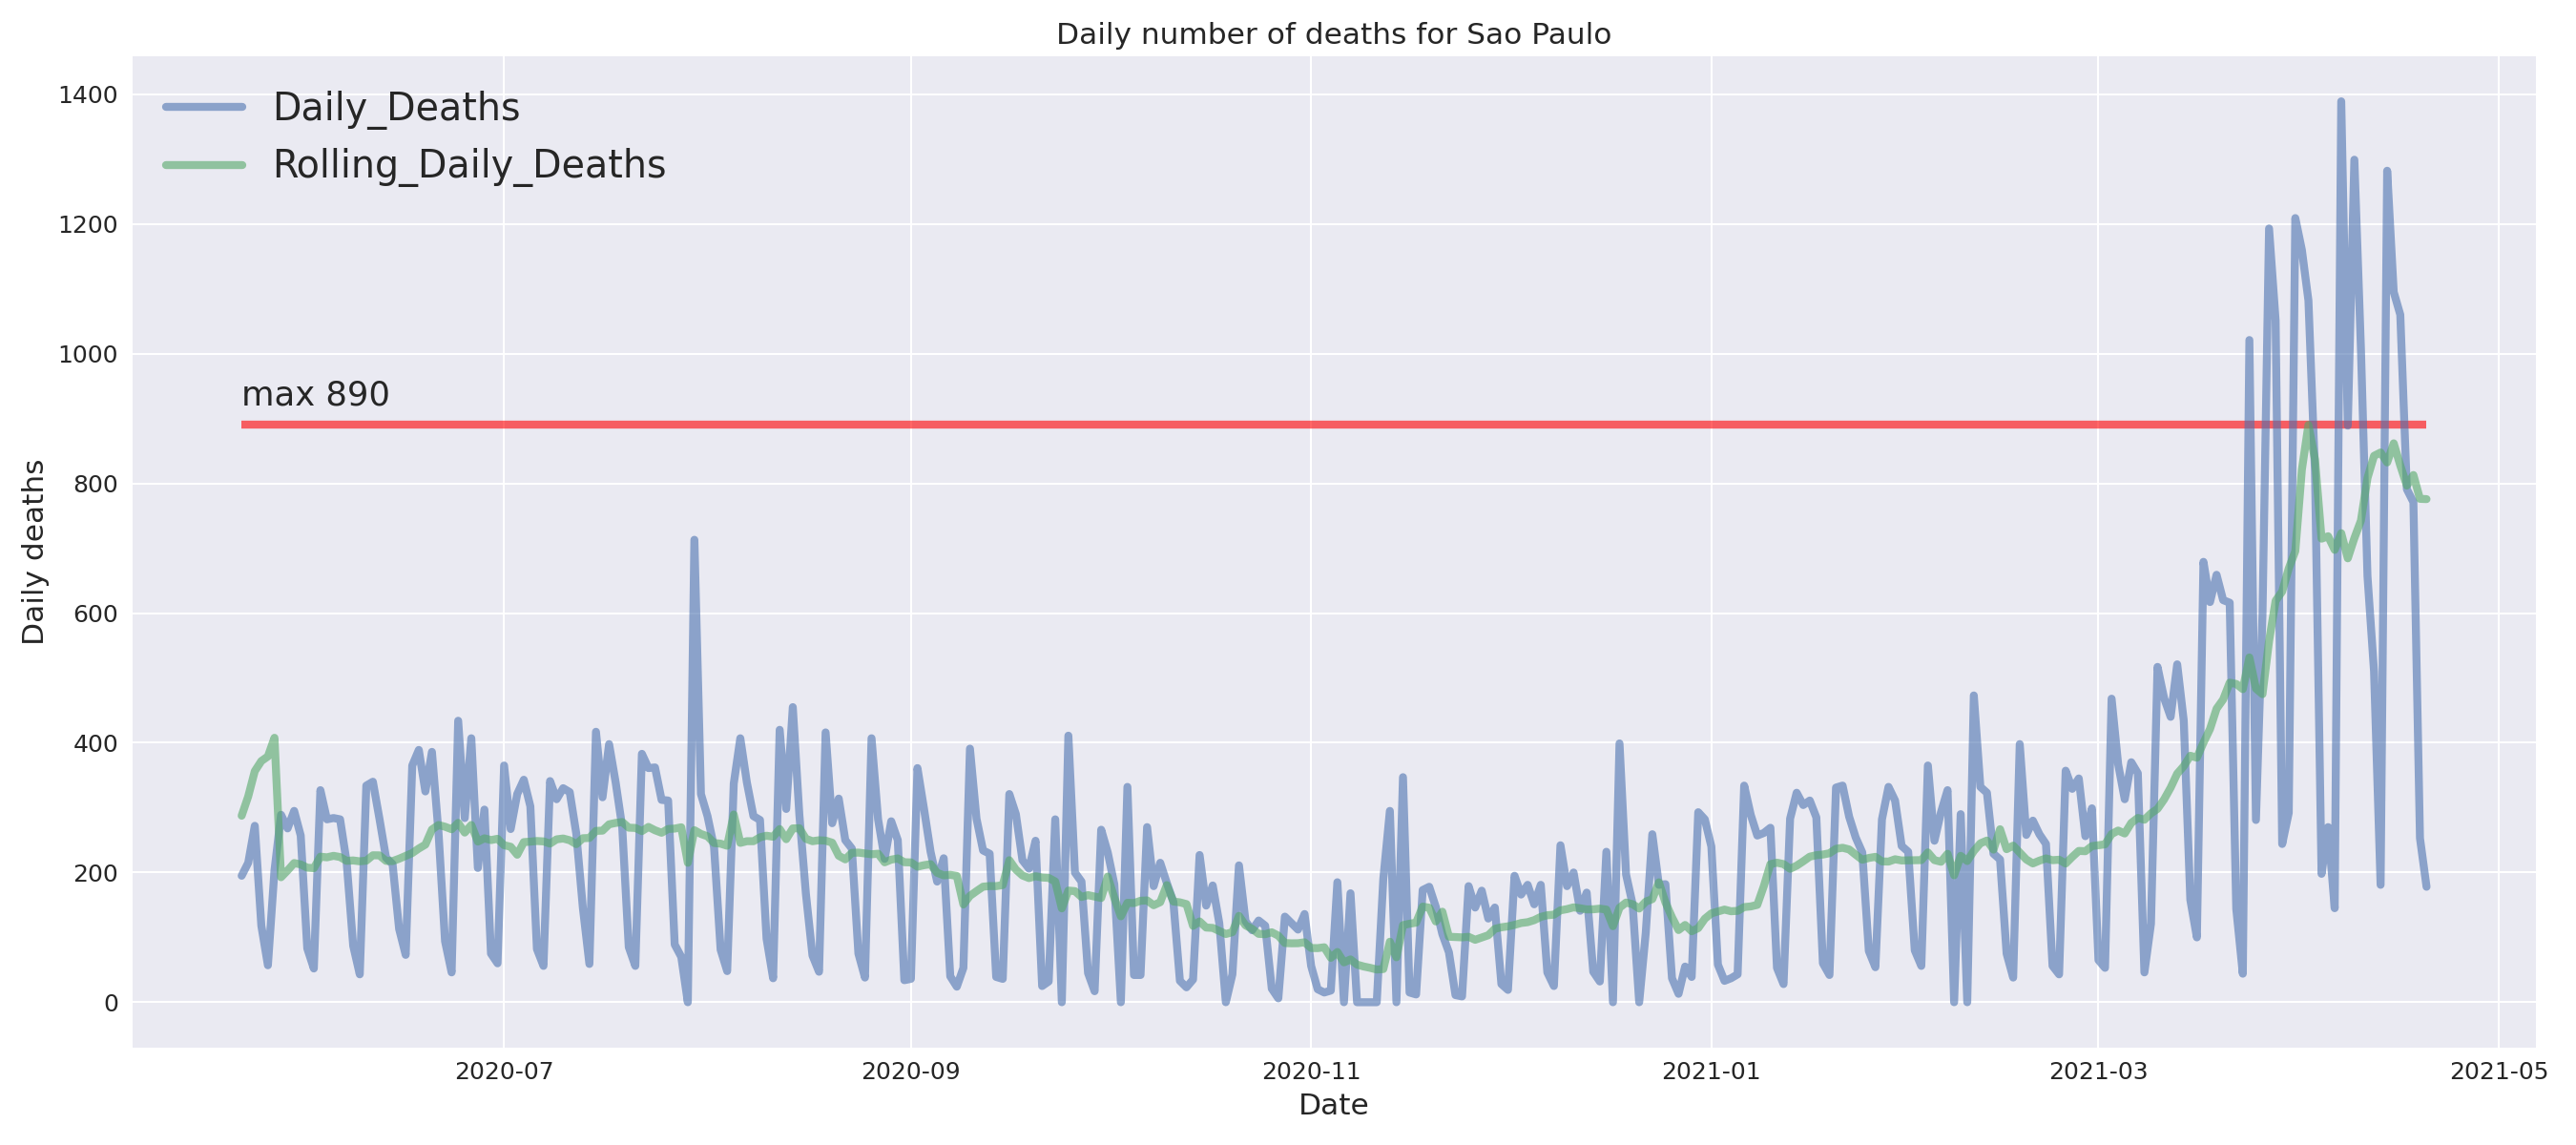 Daily number of deaths for Sao Paulo
Daily_Deaths
Rolling_Daily_Deaths
max 890
Daily deaths
1400
1200
1000
800
600
400
200
0
2020-07
2020-09
2020-11
2021-01
2021-03
2021-05
Date